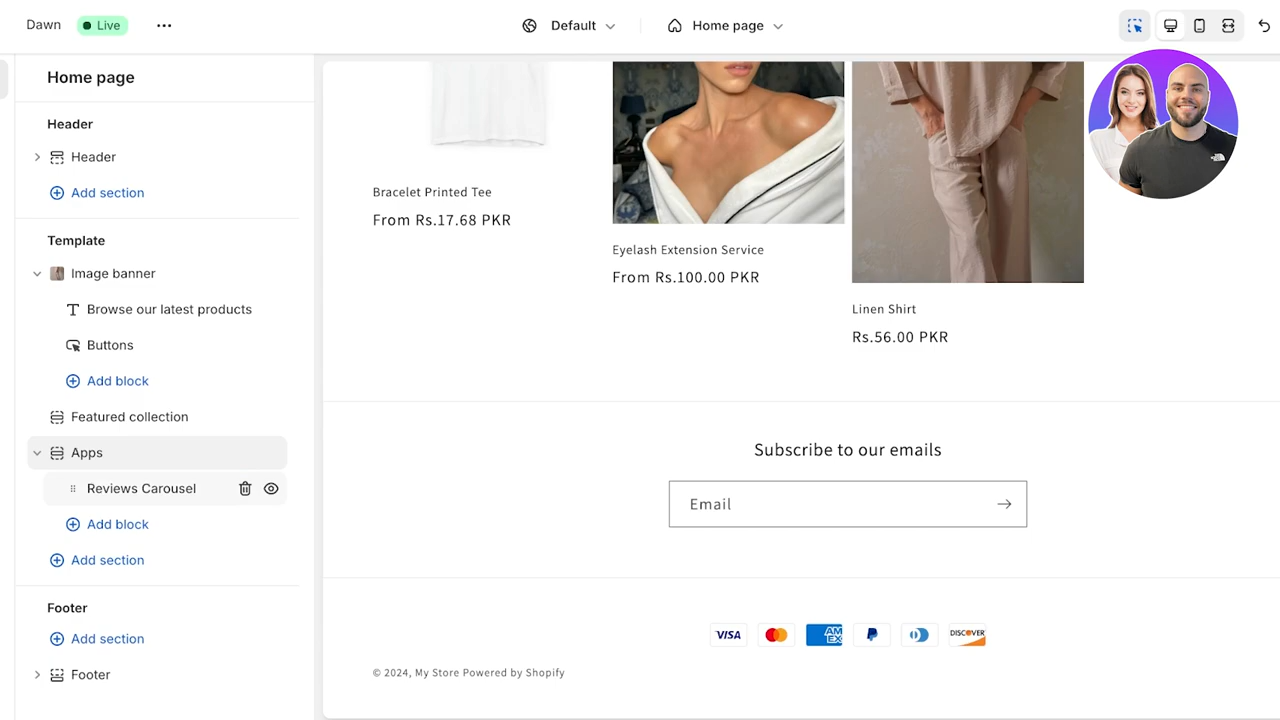 Dawn
Live
Default
Home page
Home page
Header
Header
Add section
Template
Image banner
Browse our latest products
Buttons
Add block
Featured collection
Apps
Reviews Carousel
Add block
Add section
Footer
Add section
Footer
Bracelet Printed Tee
From Rs.17.68 PKR
Eyelash Extension Service
From Rs.100.00 PKR
Linen Shirt
Rs.56.00 PKR
Subscribe to our emails
Email
VISA
AM
EX
DISCOVER
© 2024, My Store Powered by Shopify